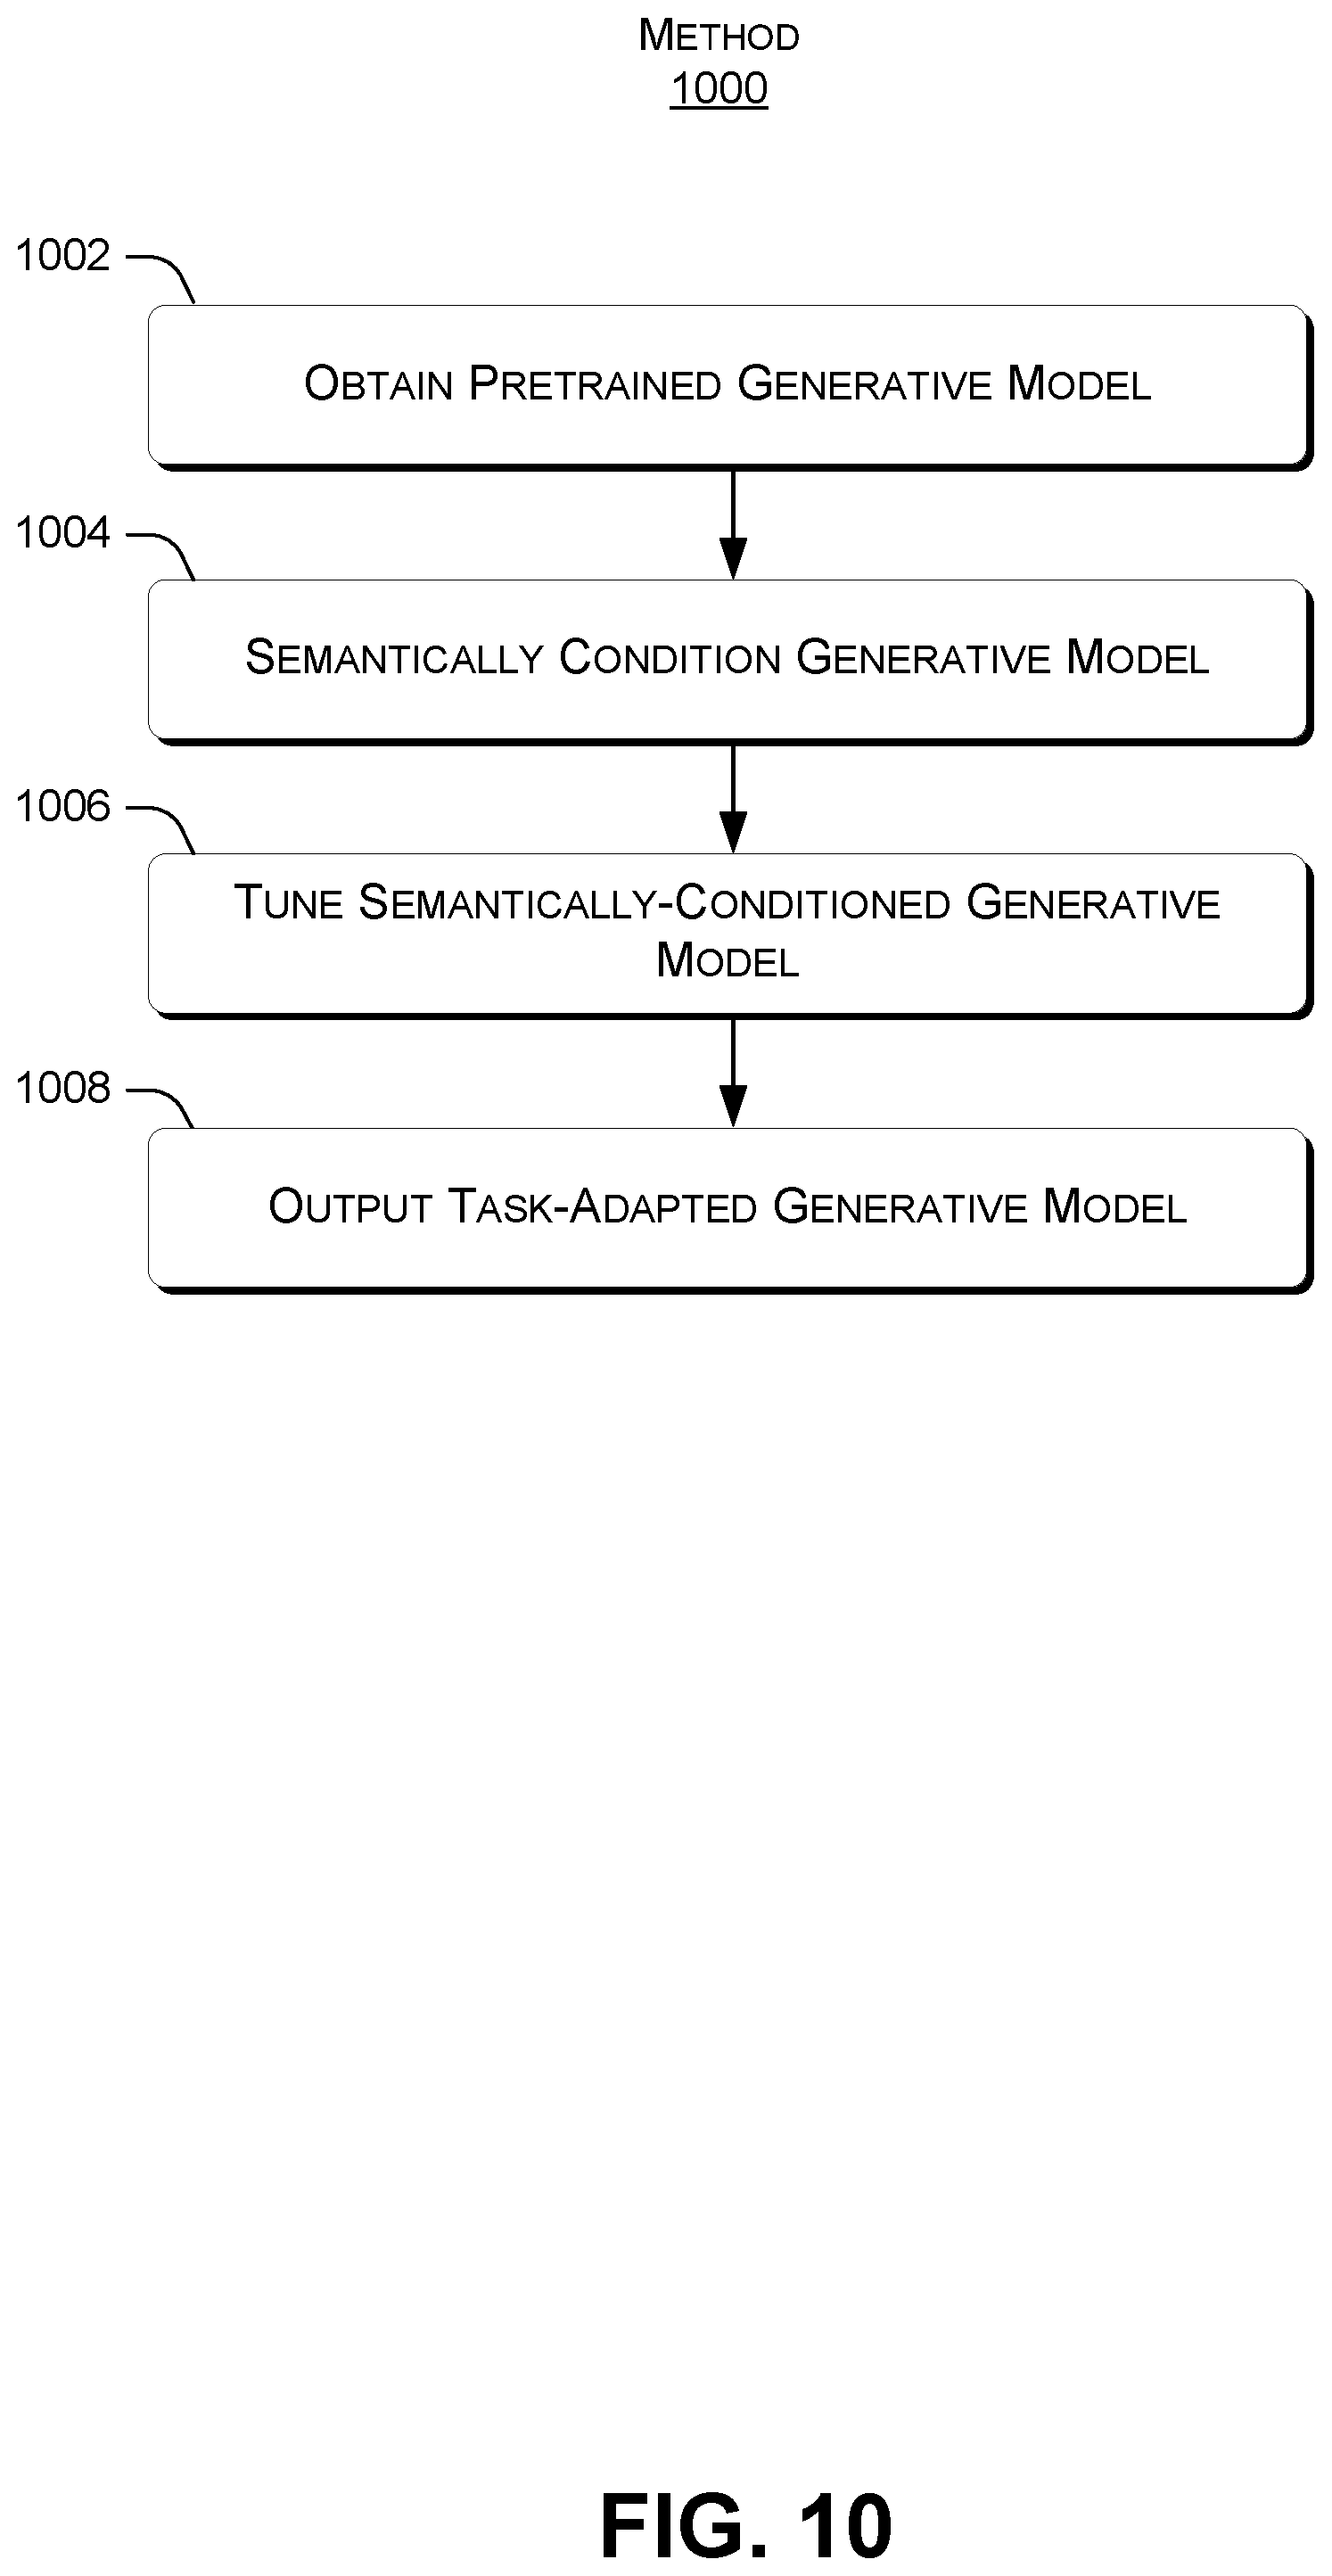 METHOD
1000
1002
OBTAIN PRETRAINED GENERATIVE MODEL
1004
SEMANTICALLY CONDITION GENERATIVE MODEL
1006
TUNE SEMANTICALLY-CONDITIONED GENERATIVE
MODEL
1008
OUTPUT TASK-ADAPTED GENERATIVE MODEL
FIG. 10